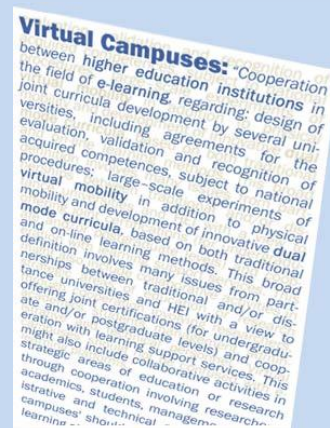 Virtual Campuses: "Cooperation
between higher education institutions in
the field of e-learning, regarding: design of
joint curricula development by several uni-
versities, including agreements for the
evaluation, validation and recognition of
acquired competences, subject to national
procedures; large-scale experiments of
virtual mobility in addition to physical
mobility and development of innovative dual
mode curricula, based on both traditional
and on-line learning methods. This broad
definition involves many issues from part-
nerships between traditional and/or dis-
tance universities and HEI with a view to
offering joint certifications (for undergradu-
ate and/or postgraduate levels) and coop-
eration with learning support services. This
might also include collaborative activities in
strategic areas of education or research
through cooperation involving researchers
academics, students, managem
istrative and technical
campuses' shoul
learning